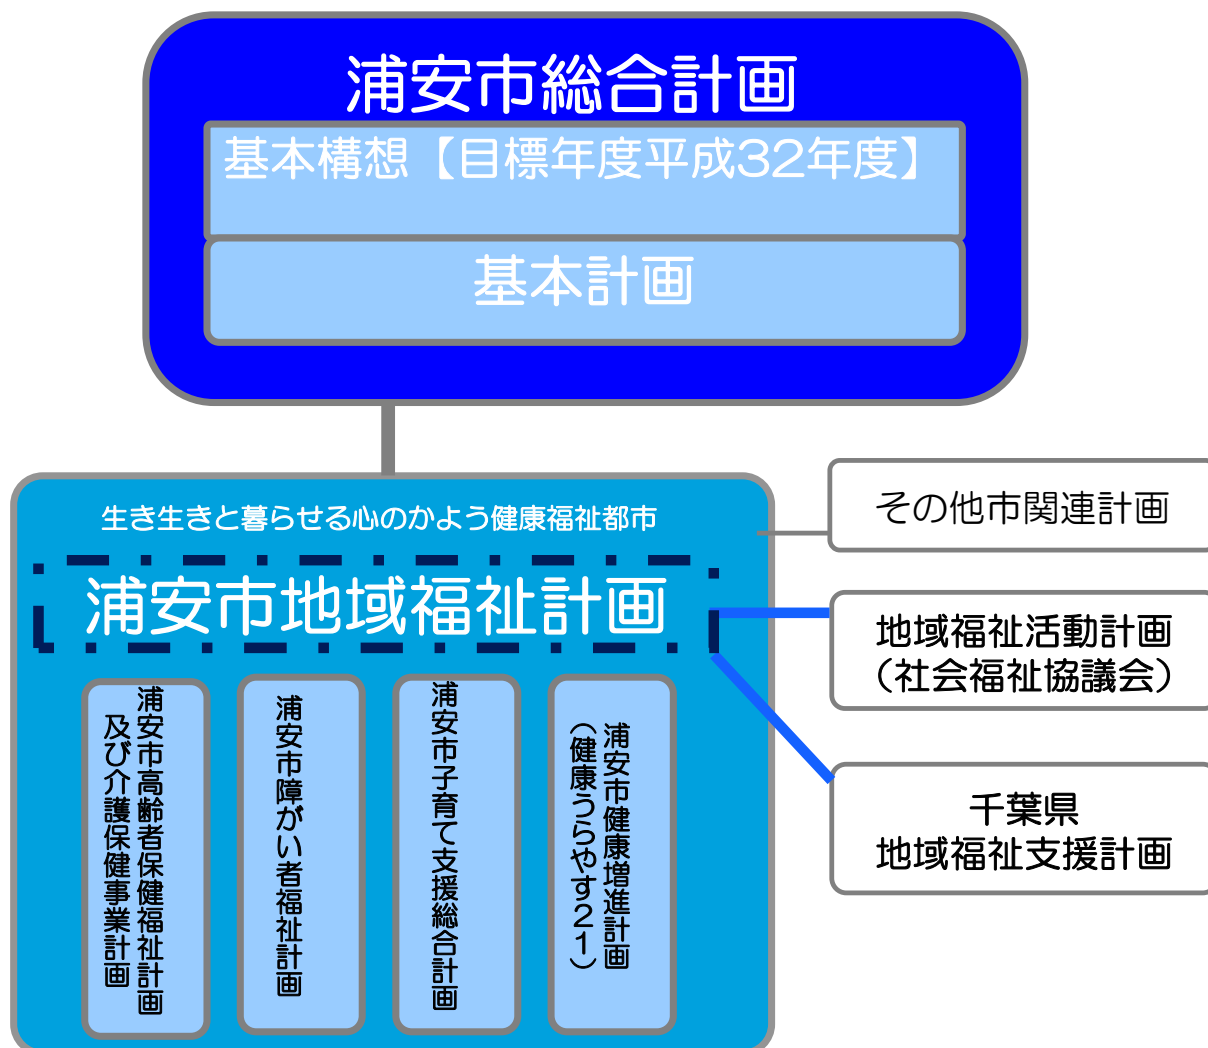 浦安市総合計画
基本構想【目標年度平成32年度】
基本計画
生き生きと暮らせる心のかよう健康福祉都市
浦安市地域福祉計画
浦安市高齢者保健福祉計画
及び介護保健事業計画
浦安市障がい者福祉計画
浦安市子育て支援総合計画
浦安市健康増進計画
（健康うらやす２１）
その他市関連計画
地域福祉活動計画
（社会福祉協議会）
千葉県
地域福祉支援計画